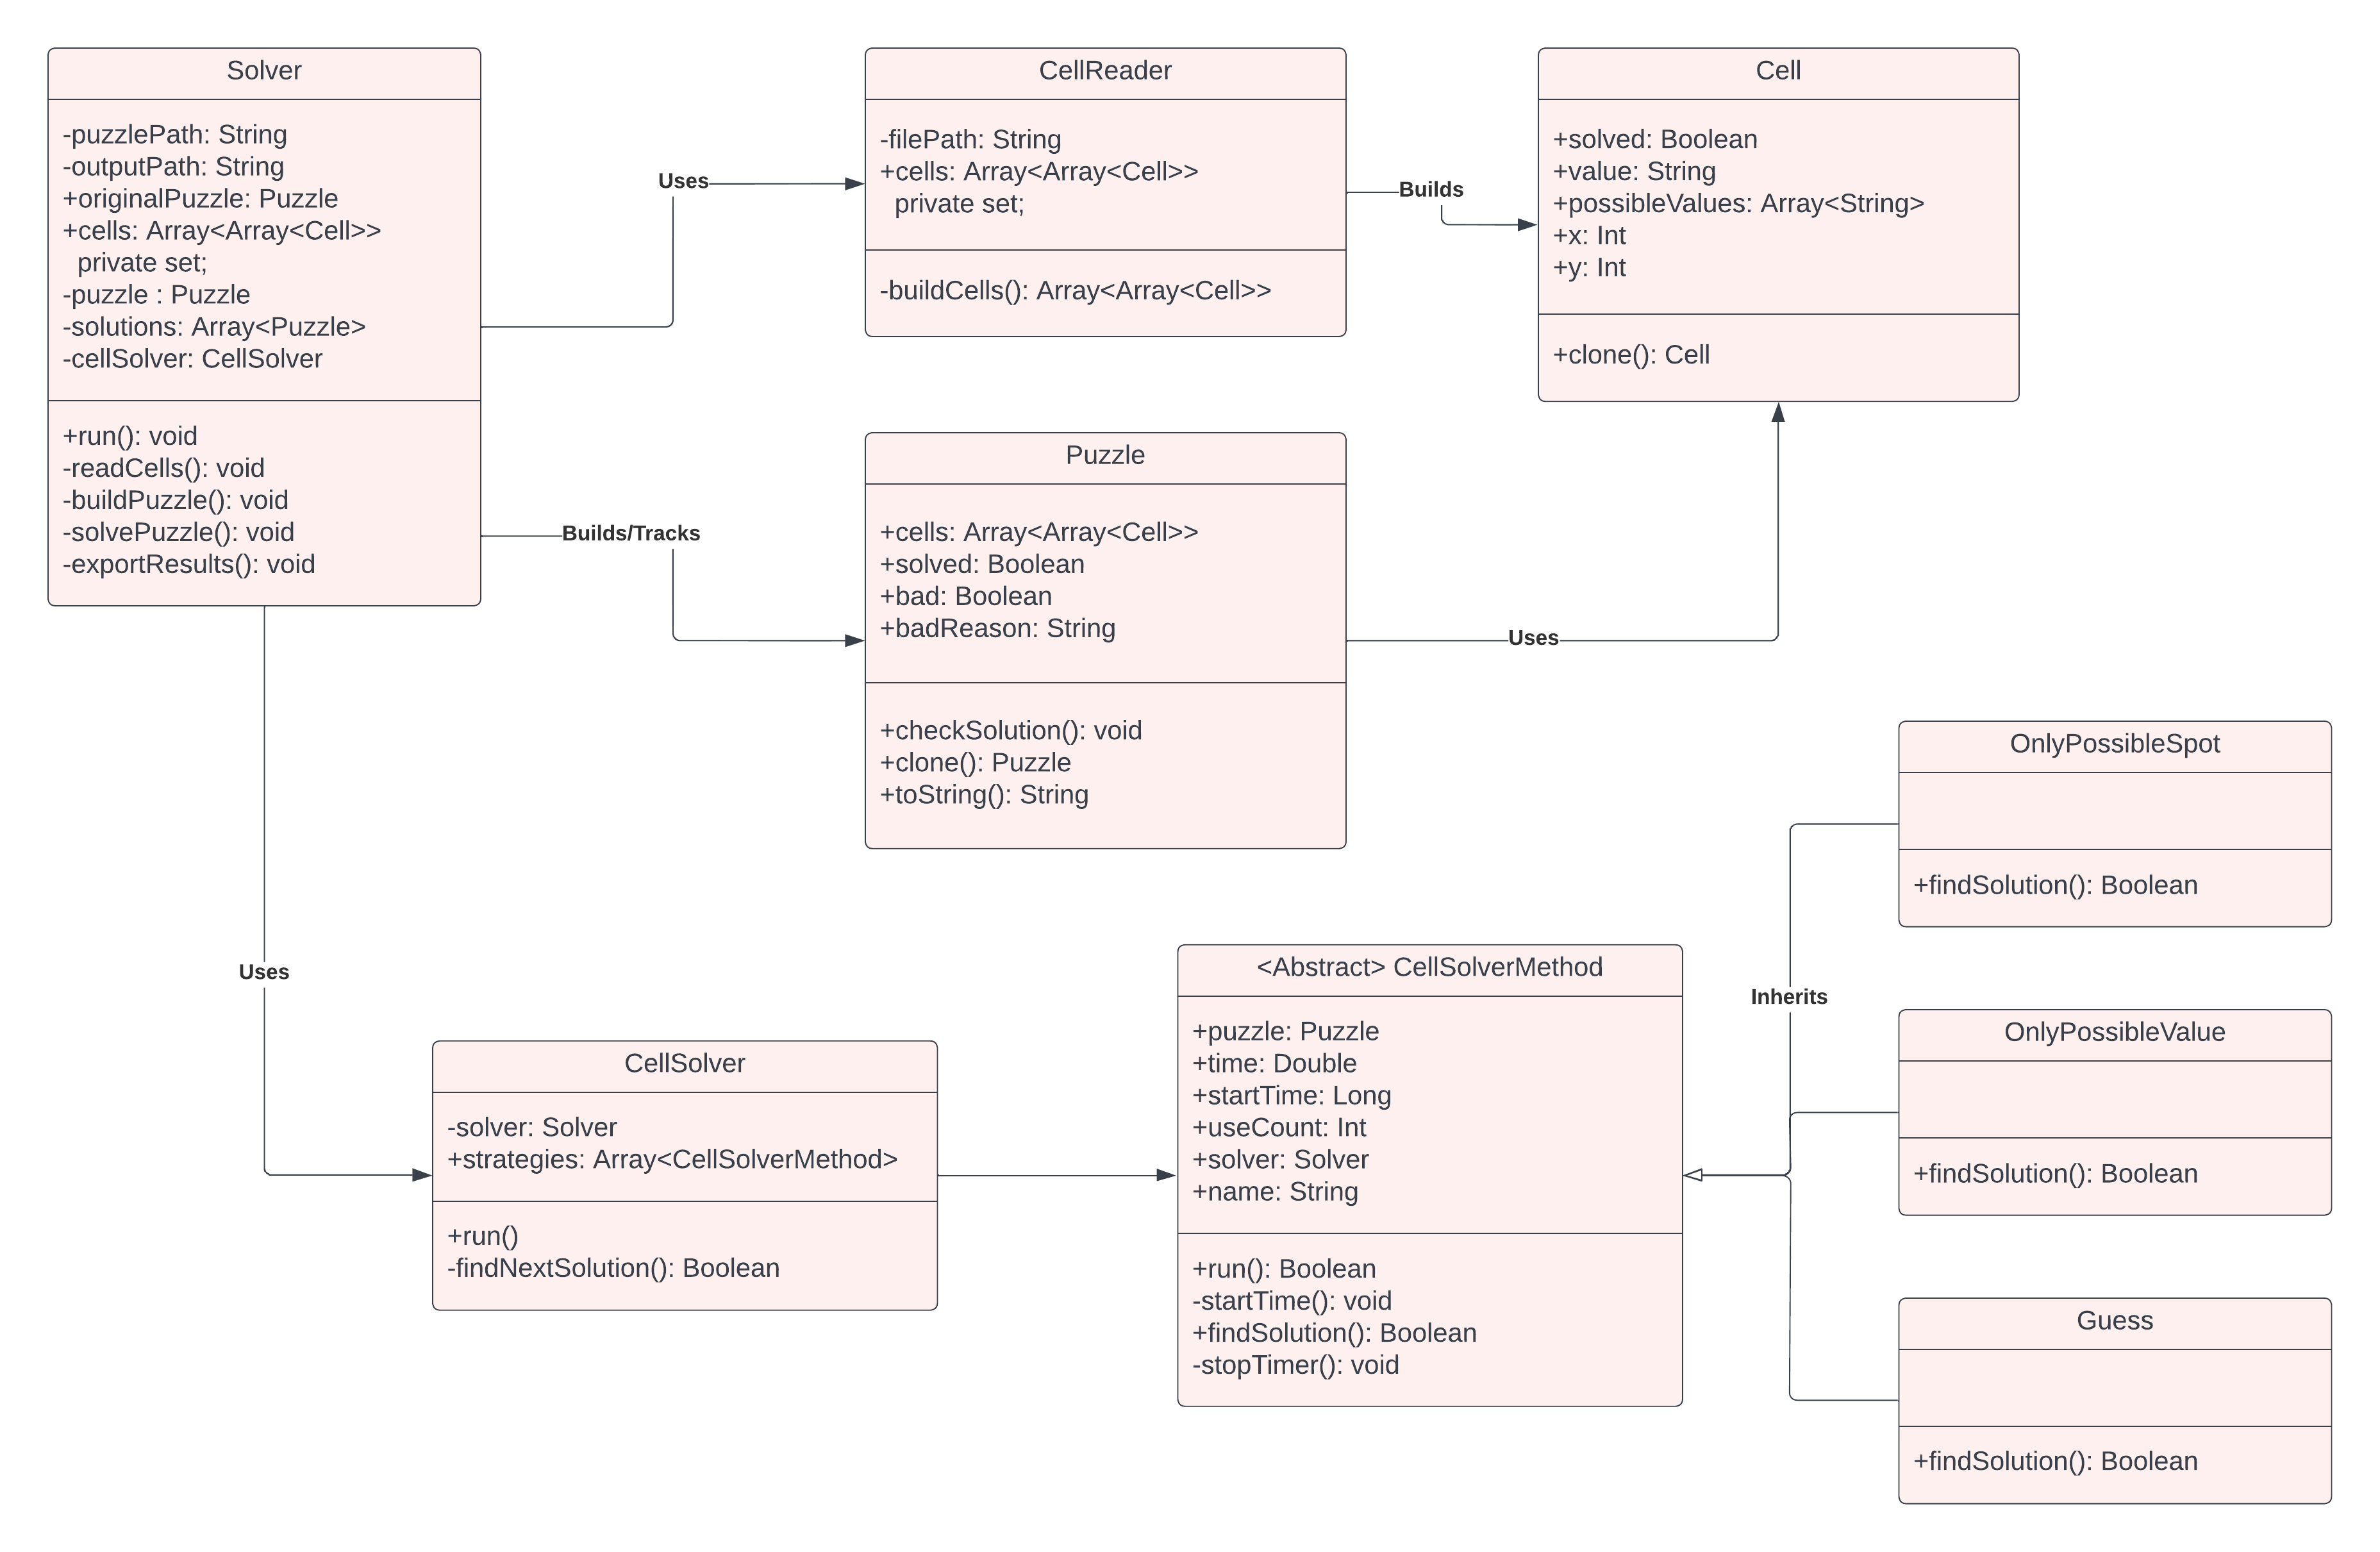 Solver
-puzzlePath: String
-outputPath: String
+originalPuzzle: Puzzle
+cells: Array<Array<Cell>>
private set;
-puzzle : Puzzle
-solutions: Array<Puzzle>
-cellSolver: CellSolver
+run(): void
-readCells(): void
-buildPuzzle(): void
-solvePuzzle(): void
-exportResults(): void
Uses
CellReader
-filePath: String
+cells: Array<Array<Cell>>
private set;
-buildCells(): Array<Array<Cell>>
Builds
Cell
+solved: Boolean
+value: String
+possibleValues: Array<String>
+x: Int
+y: Int
+clone(): Cell
Builds/Tracks
Puzzle
+cells: Array<Array<Cell>>
+solved: Boolean
+bad: Boolean
+badReason: String
+checkSolution(): void
+clone(): Puzzle
+toString(): String
Uses
Uses
CellSolver
-solver: Solver
+strategies: Array<CellSolverMethod>
+run()
-findNextSolution(): Boolean
<Abstract> CellSolverMethod
+puzzle: Puzzle
+time: Double
+startTime: Long
+useCount: Int
+solver: Solver
+name: String
+run(): Boolean
-startTime(): void
+findSolution(): Boolean
-stopTimer(): void
Inherits
OnlyPossibleSpot
+findSolution(): Boolean
OnlyPossibleValue
+findSolution(): Boolean
Guess
+findSolution(): Boolean